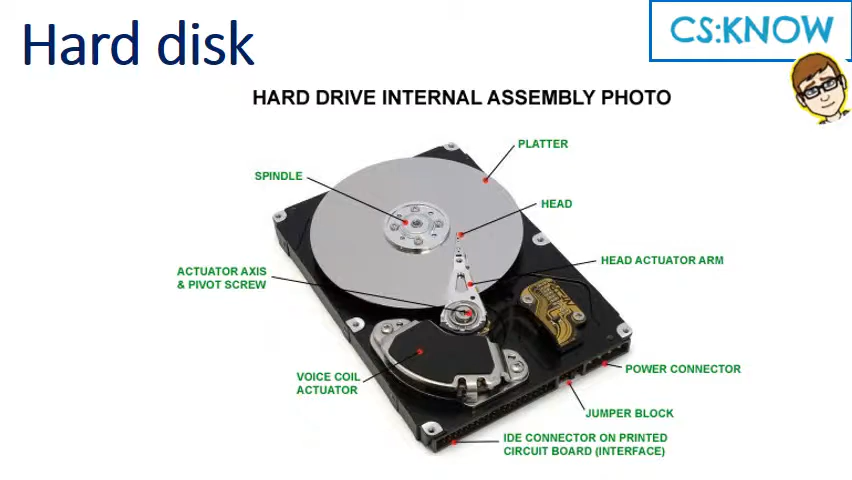 Hard disk
CS:KNOW
HARD DRIVE INTERNAL ASSEMBLY PHOTO
PLATTER
SPINDLE
HEAD
HEAD ACTUATOR ARM
ACTUATOR AXIS
& PIVOT SCREW
POWER CONNECTOR
VOICE COIL
ACTUATOR
JUMPER BLOCK
IDE CONNECTOR ON PRINTED
CIRCUIT BOARD (INTERFACE)